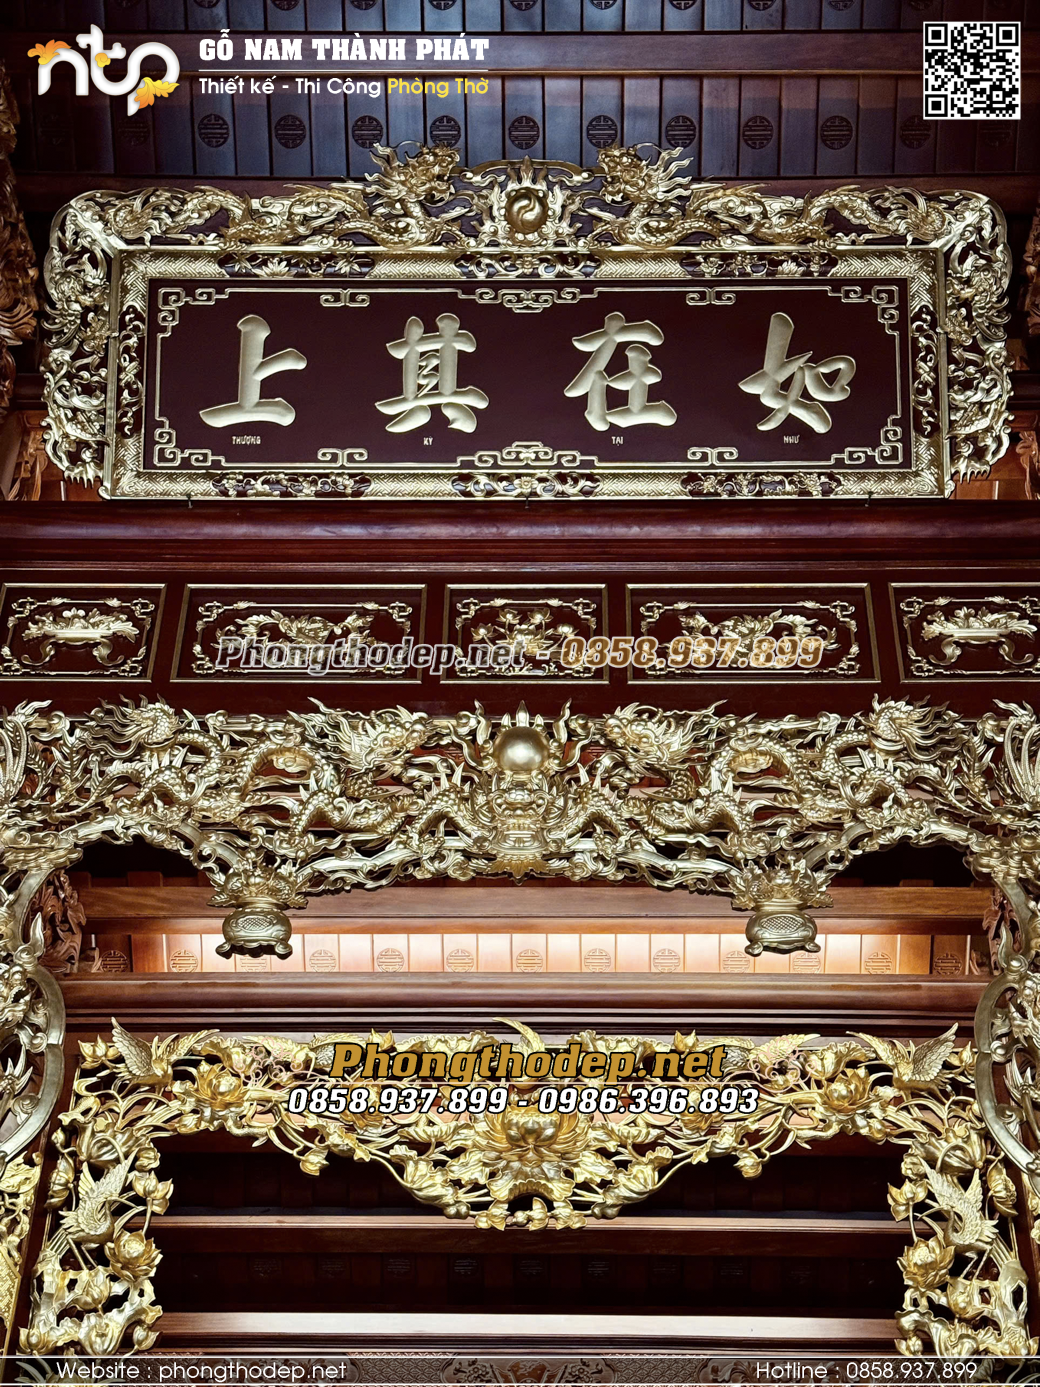 ntp
GỖ NAM THÀNH PHÁT
Thiết kế - Thi Công Phòng Thờ
上其在如
THƯỢNG KỲ TẠI NHƯ
Phongthodep.net - 0858.937.899
Phongthodep.net
0858.937.899 - 0986.396.893
Website : phongthodep.net
Hotline : 0858.937.899